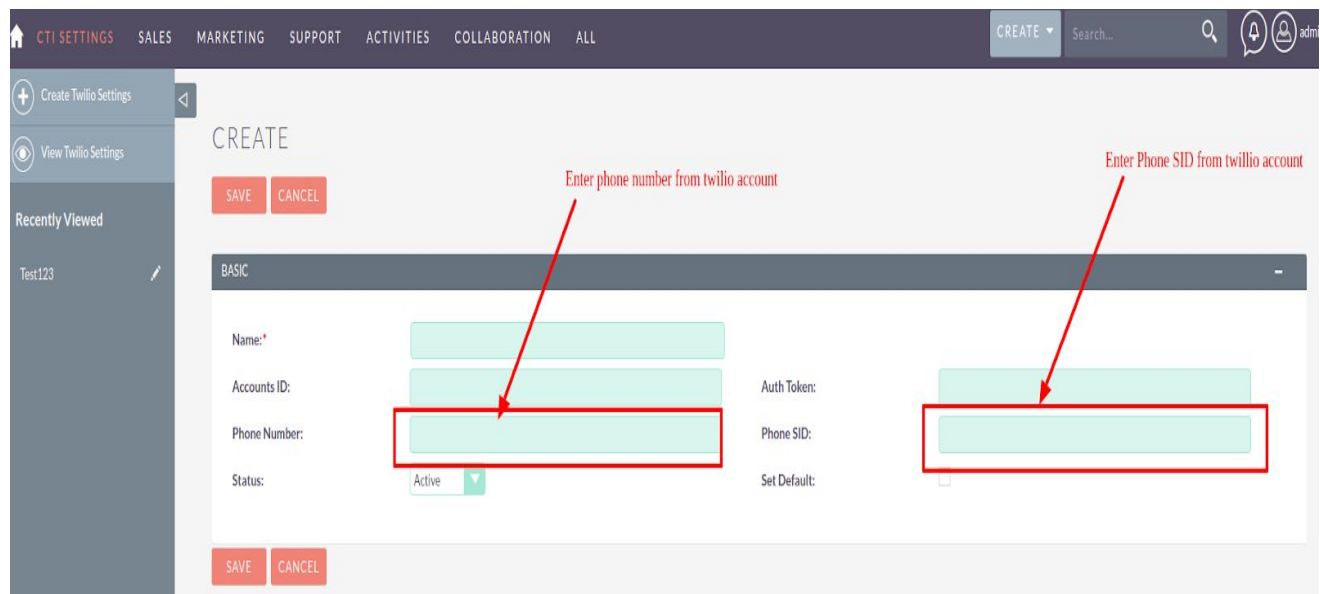 CTI SETTINGS SALES MARKETING SUPPORT ACTIVITIES COLLABORATION ALL CREATE Search... admi
Create Twilio Settings
View Twilio Settings
Recently Viewed
Test123
CREATE
SAVE CANCEL
Enter phone number from twilio account
Enter Phone SID from twillio account
BASIC
Name:*
Accounts ID: Auth Token:
Phone Number: Phone SID:
Status: Active Set Default:
SAVE CANCEL